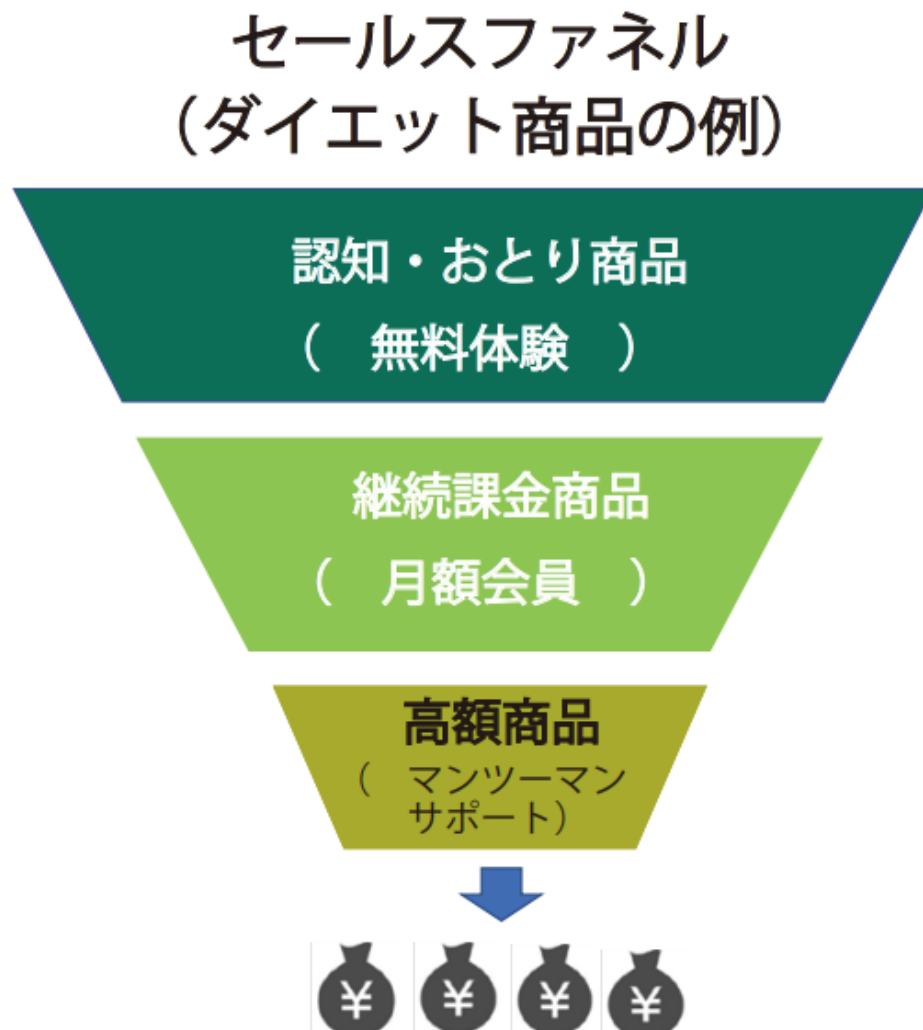 セールスファネル
（ダイエット商品の例）
認知・おとり商品
（　無料体験　）
継続課金商品
（　月額会員　）
高額商品
（　マンツーマン
サポート）
¥ ¥ ¥ ¥